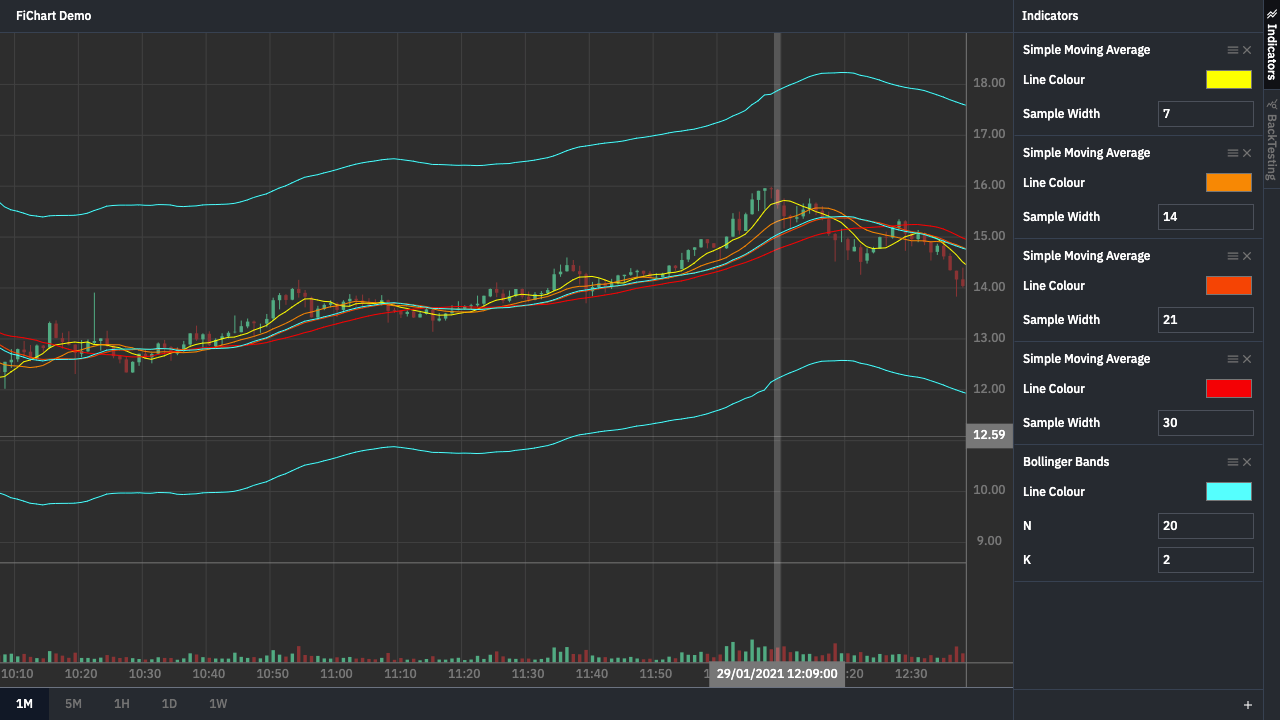 FiChart Demo
18.00
17.00
16.00
15.00
14.00
13.00
12.00
12.59
10.00
9.00
10:10 10:20 10:30 10:40 10:50 11:00 11:10 11:20 11:30 11:40 11:50 29/01/2021 12:09:00 :20 12:30
1M 5M 1H 1D 1W
Indicators
Simple Moving Average
Line Colour
Sample Width 7
Simple Moving Average
Line Colour
Sample Width 14
Simple Moving Average
Line Colour
Sample Width 21
Simple Moving Average
Line Colour
Sample Width 30
Bollinger Bands
Line Colour
N 20
K 2
+
Indicators
BackTesting